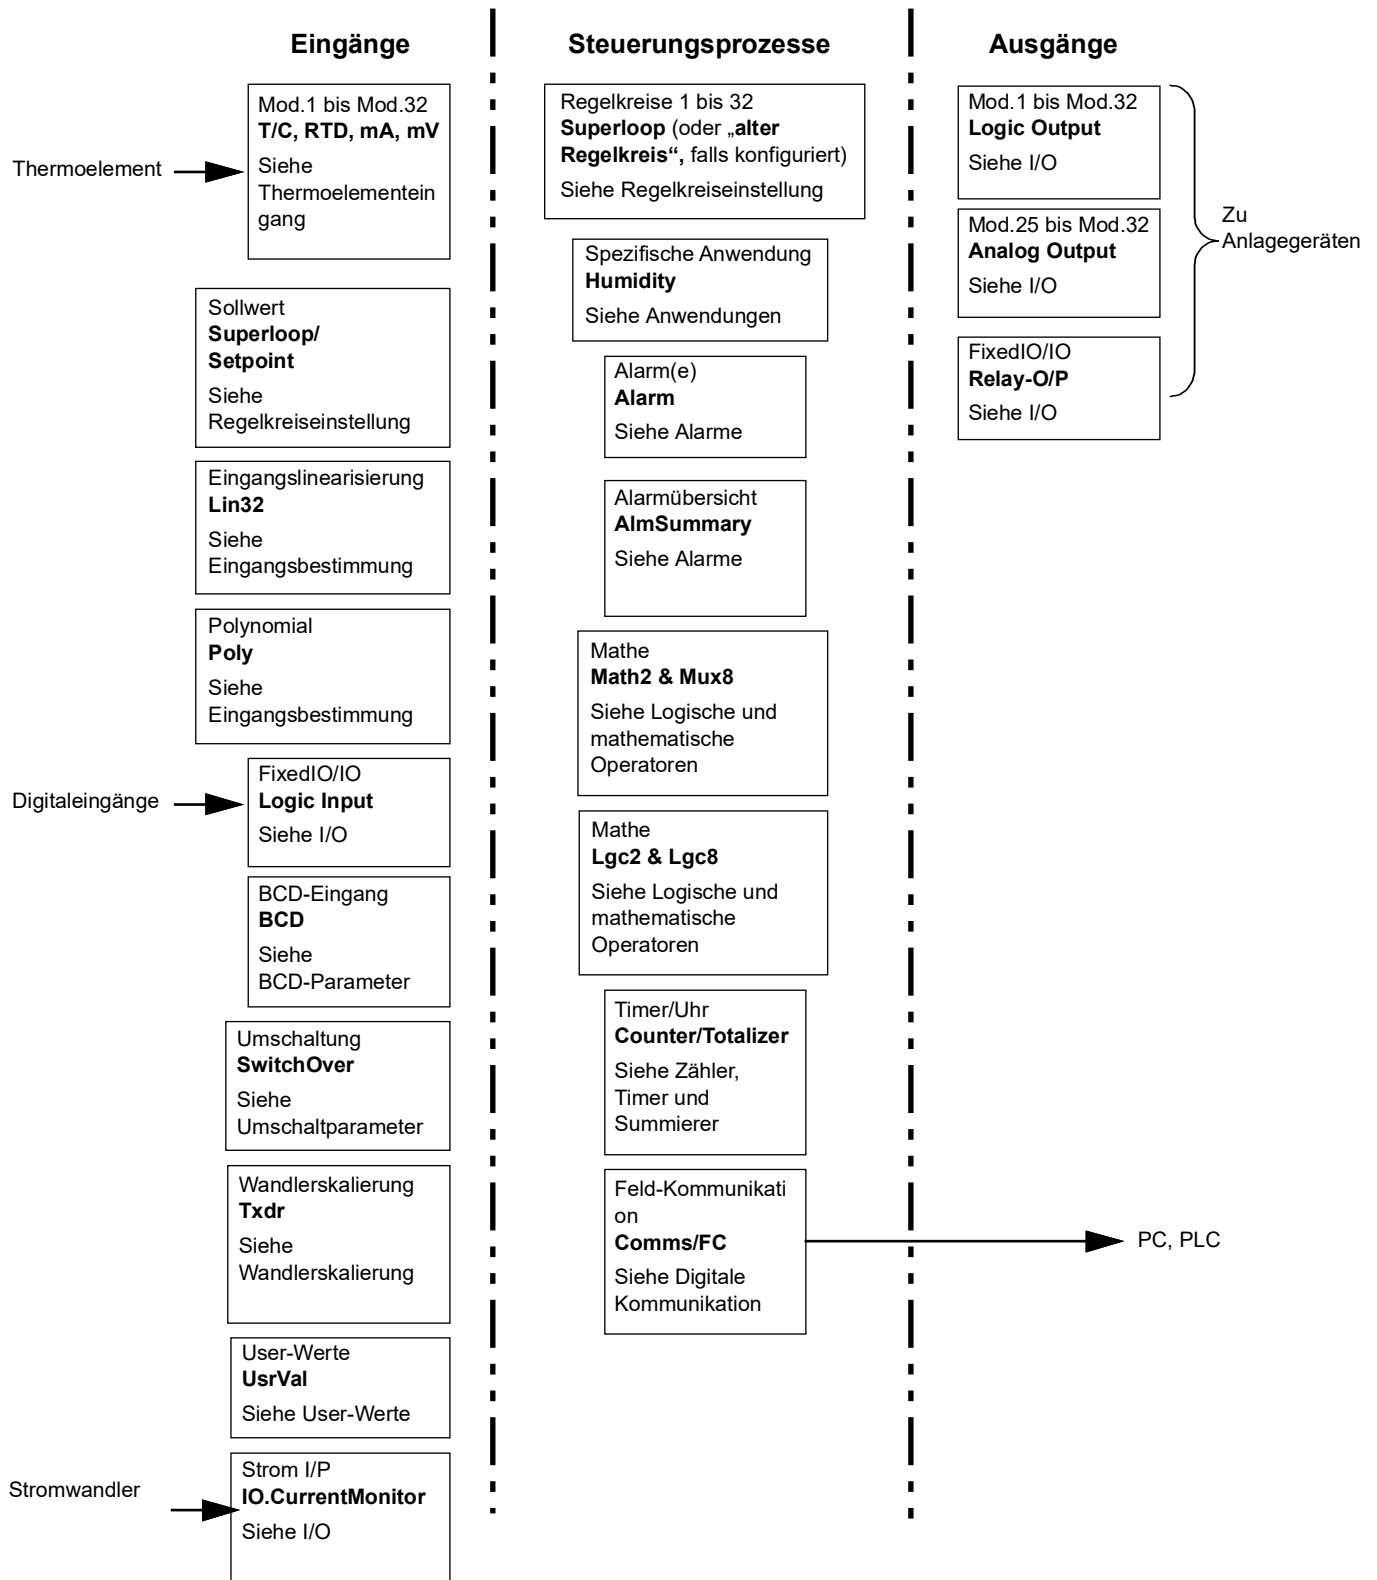 Eingänge
Thermoelement
Mod.1 bis Mod.32
T/C, RTD, mA, mV
Siehe
Thermoelementein
gang
Sollwert
Superloop/
Setpoint
Siehe
Regelkreiseinstellung
Eingangslinearisierung
Lin32
Siehe
Eingangsbestimmung
Polynomial
Poly
Siehe
Eingangsbestimmung
Digitaleingänge
FixedIO/IO
Logic Input
Siehe I/O
BCD-Eingang
BCD
Siehe
BCD-Parameter
Umschaltung
SwitchOver
Siehe
Umschaltparameter
Wandlerskalierung
Txdr
Siehe
Wandlerskalierung
User-Werte
UsrVal
Siehe User-Werte
Stromwandler
Strom I/P
IO.CurrentMonitor
Siehe I/O
Steuerungsprozesse
Regelkreise 1 bis 32
Superloop (oder „alter
Regelkreis“, falls konfiguriert)
Siehe Regelkreiseinstellung
Spezifische Anwendung
Humidity
Siehe Anwendungen
Alarm(e)
Alarm
Siehe Alarme
Alarmübersicht
AlmSummary
Siehe Alarme
Mathe
Math2 & Mux8
Siehe Logische und
mathematische
Operatoren
Mathe
Lgc2 & Lgc8
Siehe Logische und
mathematische
Operatoren
Timer/Uhr
Counter/Totalizer
Siehe Zähler,
Timer und
Summierer
Feld-Kommunikati
on
Comms/FC
Siehe Digitale
Kommunikation
PC, PLC
Ausgänge
Mod.1 bis Mod.32
Logic Output
Siehe I/O
Mod.25 bis Mod.32
Analog Output
Siehe I/O
FixedIO/IO
Relay-O/P
Siehe I/O
Zu
Anlagegeräten